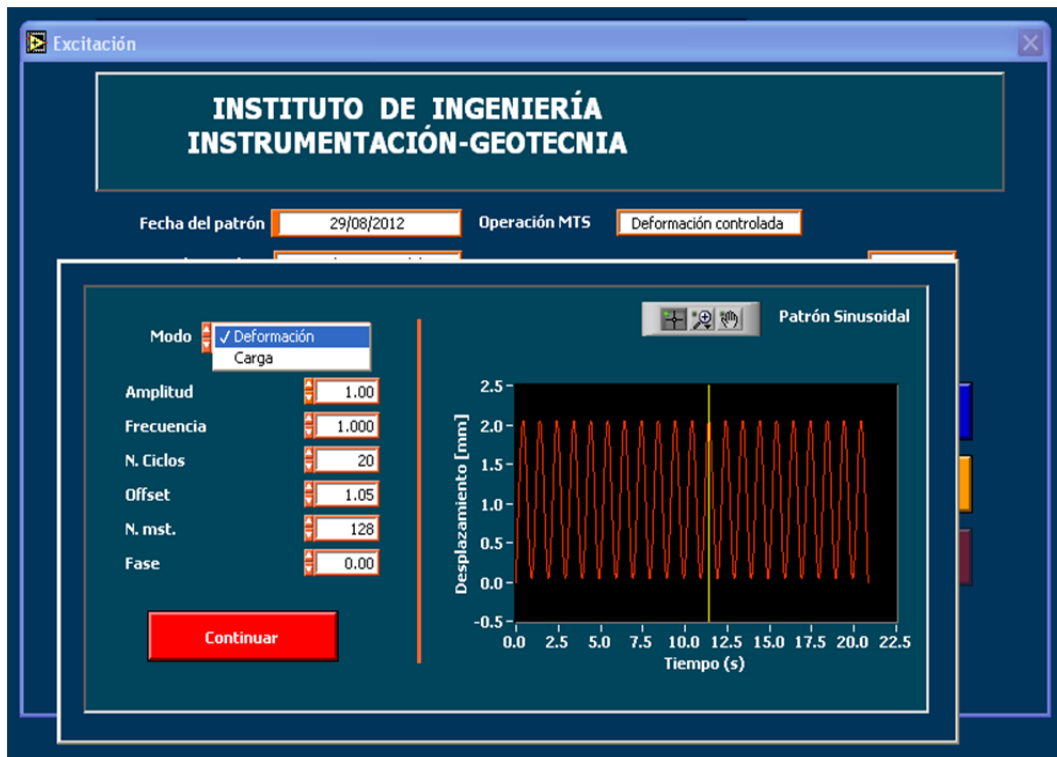 Excitación
INSTITUTO DE INGENIERÍA
INSTRUMENTACIÓN-GEOTECNIA
Fecha del patrón 29/08/2012 Operación MTS Deformación controlada
Modo ✓ Deformación
Carga
Amplitud 1.00
Frecuencia 1.000
N. Ciclos 20
Offset 1.05
N. mst. 128
Fase 0.00
Continuar
Patrón Sinusoidal
Desplazamiento [mm]
2.5
2.0
1.5
1.0
0.5
0.0
-0.5
0.0 2.5 5.0 7.5 10.0 12.5 15.0 17.5 20.0 22.5
Tiempo (s)